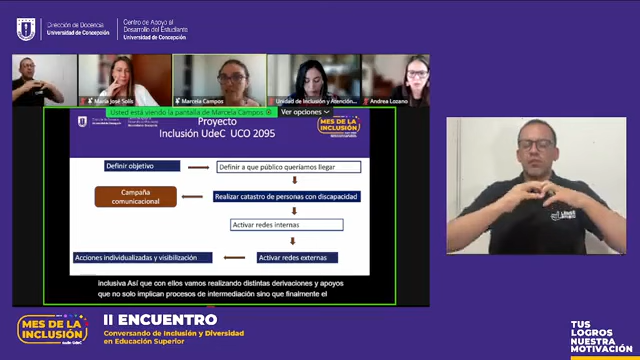 Dirección de Docencia
Universidad de Concepción
Centro de Apoyo al
Desarrollo del Estudiante
Universidad de Concepción
María José Solís
Marcela Campos
Unidad de Inclusión y Atención...
Andrea Lozano
Usted está viendo la pantalla de Marcela Campos
Ver opciones
Proyecto
Inclusión UdeC UCO 2095
MES DE LA
INCLUSIÓN
Definir objetivo
Definir a que público queríamos llegar
Campaña
comunicacional
Realizar catastro de personas con discapacidad
Activar redes internas
Acciones individualizadas y visibilización
Activar redes externas
inclusiva Así que con ellos vamos realizando distintas derivaciones y apoyos
que no solo implican procesos de intermediación sino que finalmente el
MES DE LA
INCLUSIÓN
II ENCUENTRO
Conversando de Inclusión y Diversidad
en Educación Superior
TUS
LOGROS
NUESTRA
MOTIVACIÓN